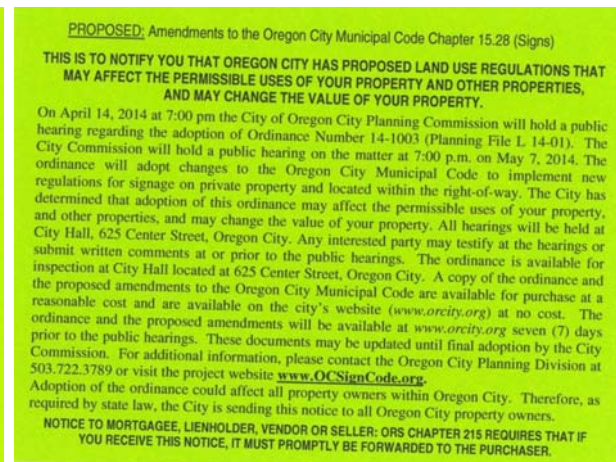 PROPOSED: Amendments to the Oregon City Municipal Code Chapter 15.28 (Signs)
THIS IS TO NOTIFY YOU THAT OREGON CITY HAS PROPOSED LAND USE REGULATIONS THAT
MAY AFFECT THE PERMISSIBLE USES OF YOUR PROPERTY AND OTHER PROPERTIES,
AND MAY CHANGE THE VALUE OF YOUR PROPERTY.
On April 14, 2014 at 7:00 pm the City of Oregon City Planning Commission will hold a public
hearing regarding the adoption of Ordinance Number 14-1003 (Planning File L 14-01). The
City Commission will hold a public hearing on the matter at 7:00 p.m. on May 7, 2014. The
ordinance will adopt changes to the Oregon City Municipal Code to implement new
regulations for signage on private property and located within the right-of-way. The City has
determined that adoption of this ordinance may affect the permissible uses of your property,
and other properties, and may change the value of your property. All hearings will be held at
City Hall, 625 Center Street, Oregon City. Any interested party may testify at the hearings or
submit written comments at or prior to the public hearings. The ordinance is available for
inspection at City Hall located at 625 Center Street, Oregon City. A copy of the ordinance and
the proposed amendments to the Oregon City Municipal Code are available for purchase at a
reasonable cost and are available on the city's website (www.orcity.org) at no cost. The
ordinance and the proposed amendments will be available at www.orcity.org seven (7) days
prior to the public hearings. These documents may be updated until final adoption by the City
Commission. For additional information, please contact the Oregon City Planning Division at
503.722.3789 or visit the project website www.OCSignCode.org.
Adoption of the ordinance could affect all property owners within Oregon City. Therefore, as
required by state law, the City is sending this notice to all Oregon City property owners.
NOTICE TO MORTGAGEE, LIENHOLDER, VENDOR OR SELLER: ORS CHAPTER 215 REQUIRES THAT IF
YOU RECEIVE THIS NOTICE, IT MUST PROMPTLY BE FORWARDED TO THE PURCHASER.